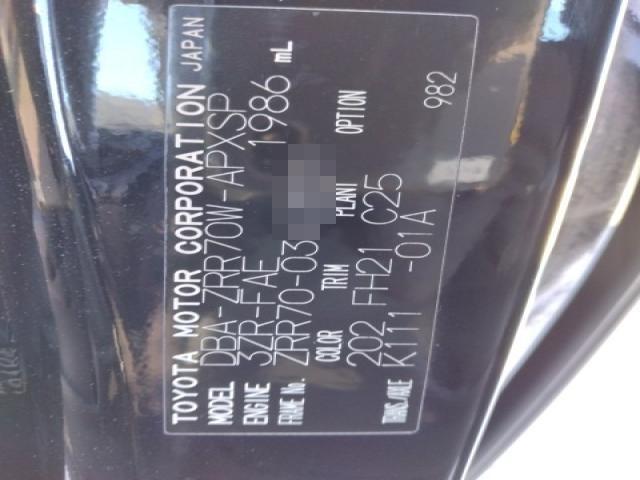 TOYOTA MOTOR CORPORATION JAPAN
MODEL DBA-ZRR70W-APXSP
ENGINE 3ZR-FAE 1986 mL
FRAME No. ZRR70-03
COLOR TRIM PLANT OPTION
202 FH21 C25 982
TRANS/AXLE K111 -01A